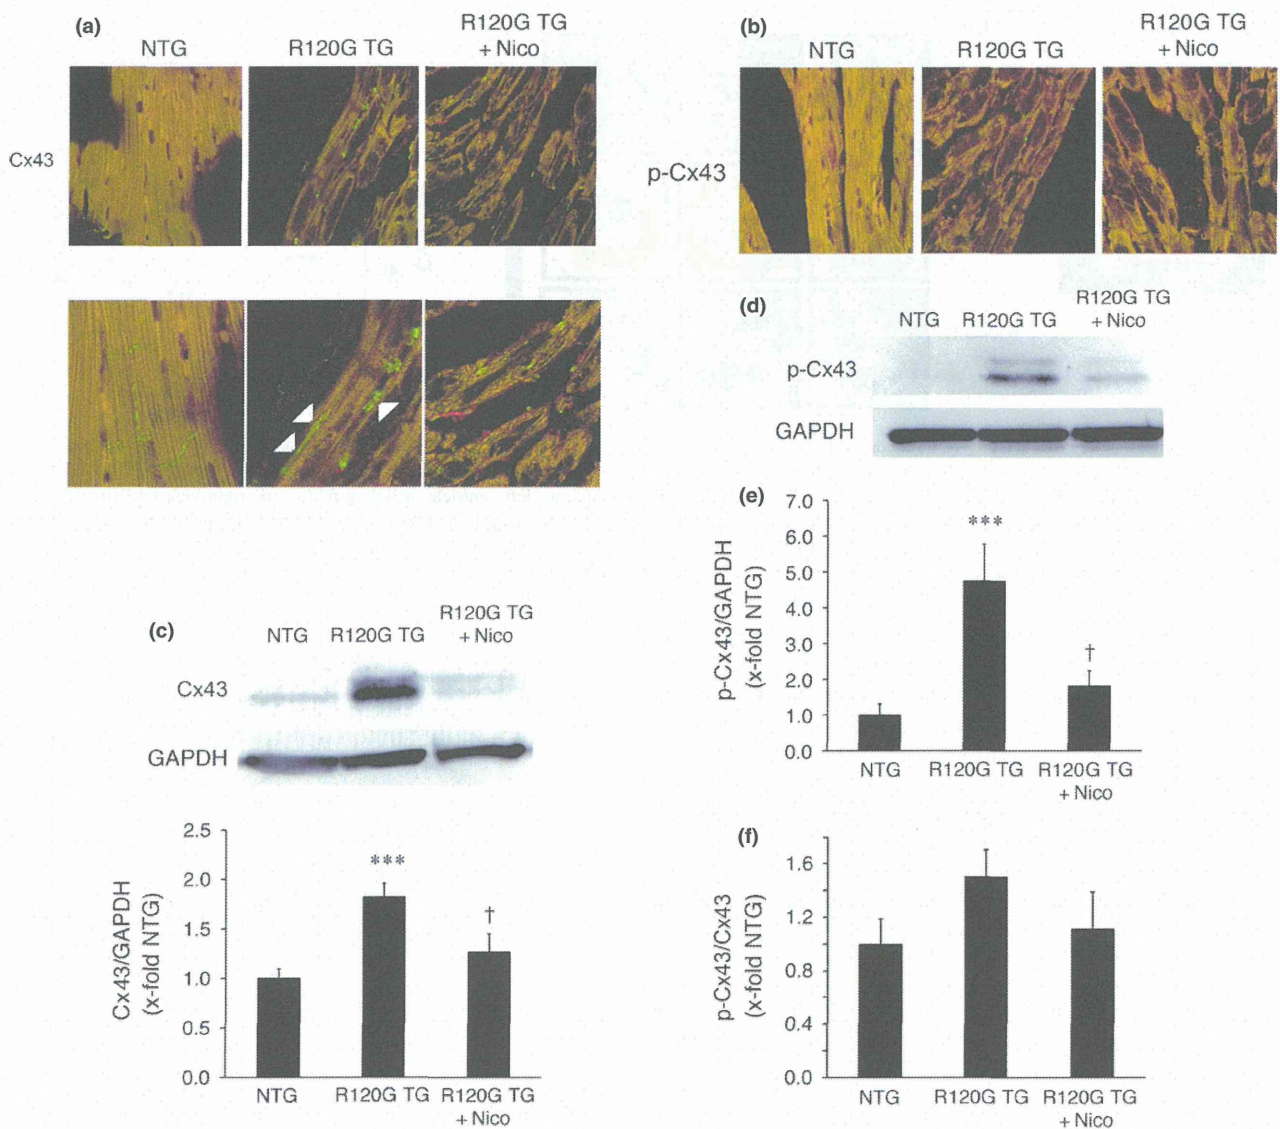 (a)
NTG
R120G TG
R120G TG
+ Nico
Cx43
(b)
NTG
R120G TG
R120G TG
+ Nico
p-Cx43
(c)
NTG
R120G TG
R120G TG
+ Nico
Cx43
GAPDH
Cx43/GAPDH
(x-fold NTG)
2.5
2.0
1.5
1.0
0.5
0.0
***
†
NTG
R120G TG
R120G TG
+ Nico
(d)
NTG
R120G TG
R120G TG
+ Nico
p-Cx43
GAPDH
(e)
p-Cx43/GAPDH
(x-fold NTG)
7.0
6.0
5.0
4.0
3.0
2.0
1.0
0.0
***
†
NTG
R120G TG
R120G TG
+ Nico
(f)
p-Cx43/Cx43
(x-fold NTG)
1.6
1.2
0.8
0.4
0.0
NTG
R120G TG
R120G TG
+ Nico